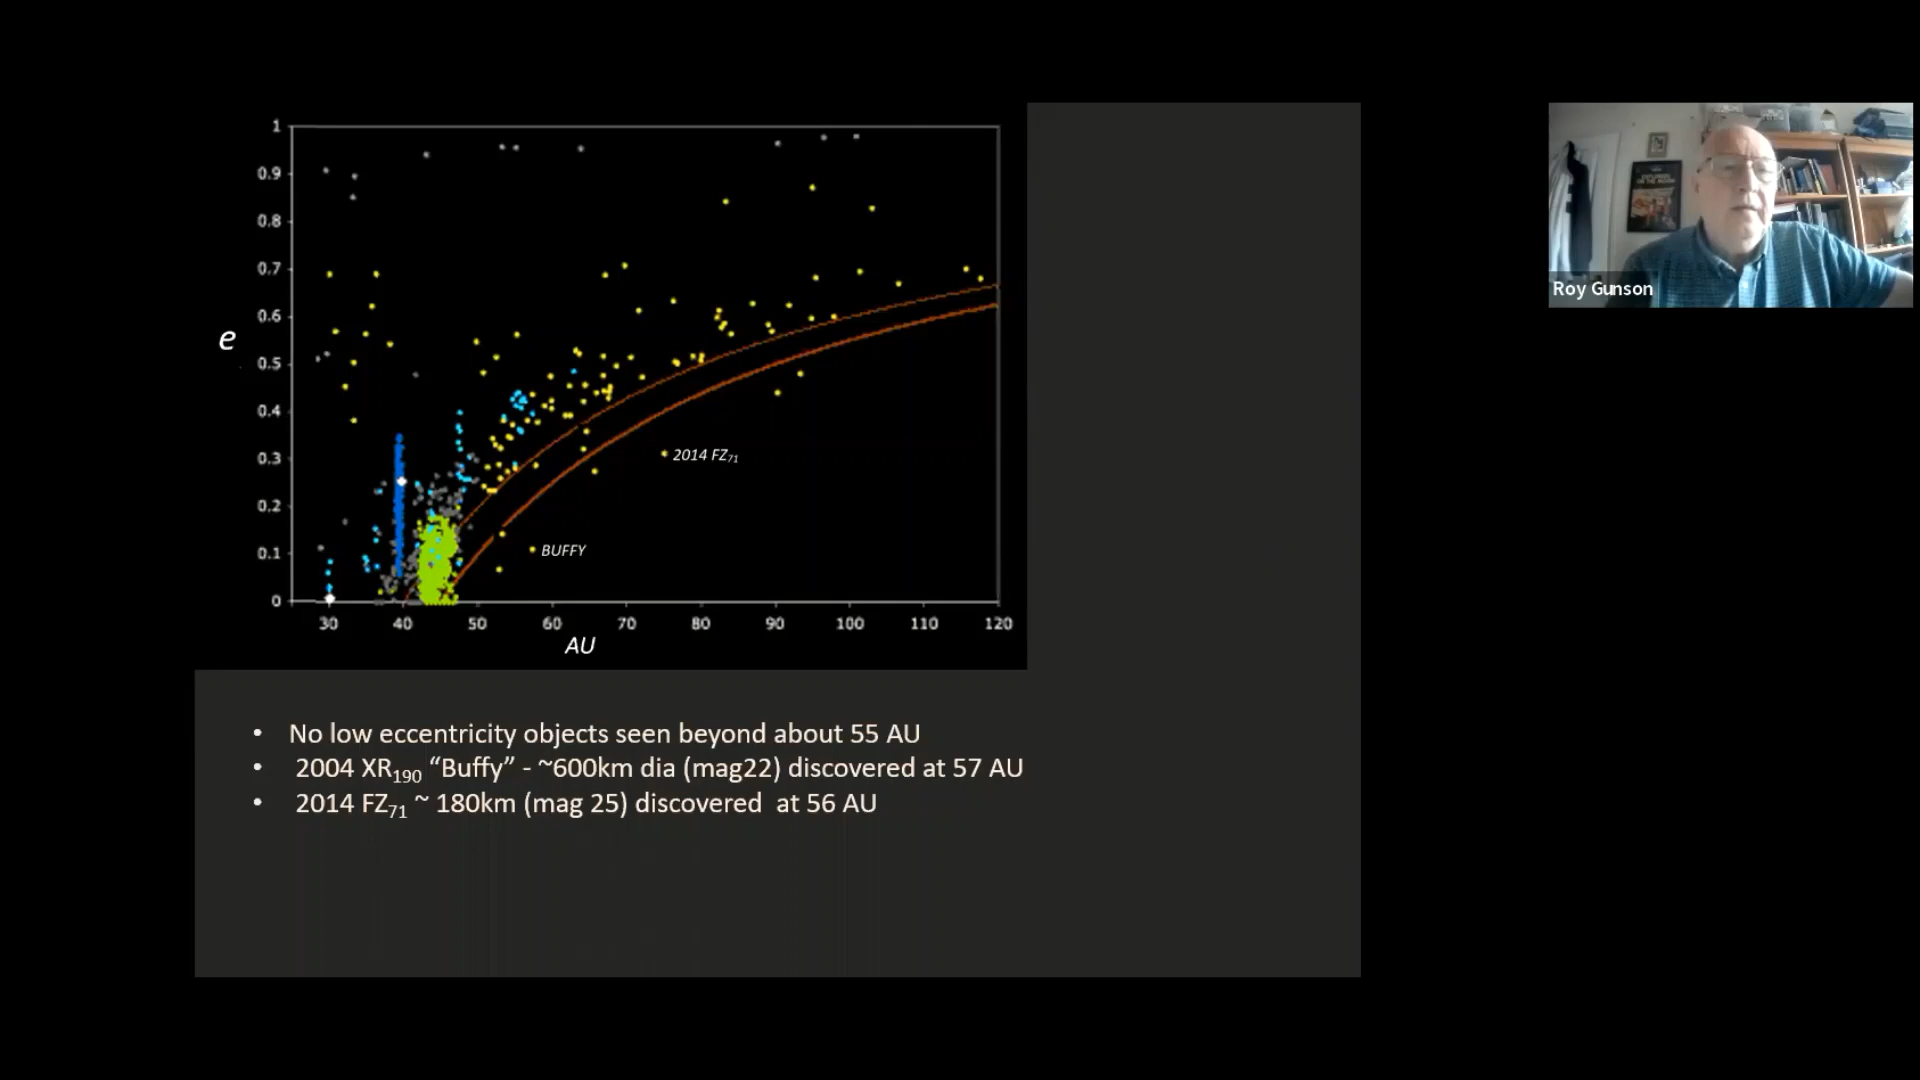 1
0.9
0.8
0.7
0.6
e
0.5
0.4
0.3
2014 FZ71
0.2
0.1
BUFFY
0
30 40 50 60 70 80 90 100 110 120
AU
• No low eccentricity objects seen beyond about 55 AU
• 2004 XR190 “Buffy” - ~600km dia (mag22) discovered at 57 AU
• 2014 FZ71 ~ 180km (mag 25) discovered at 56 AU
Roy Gunson